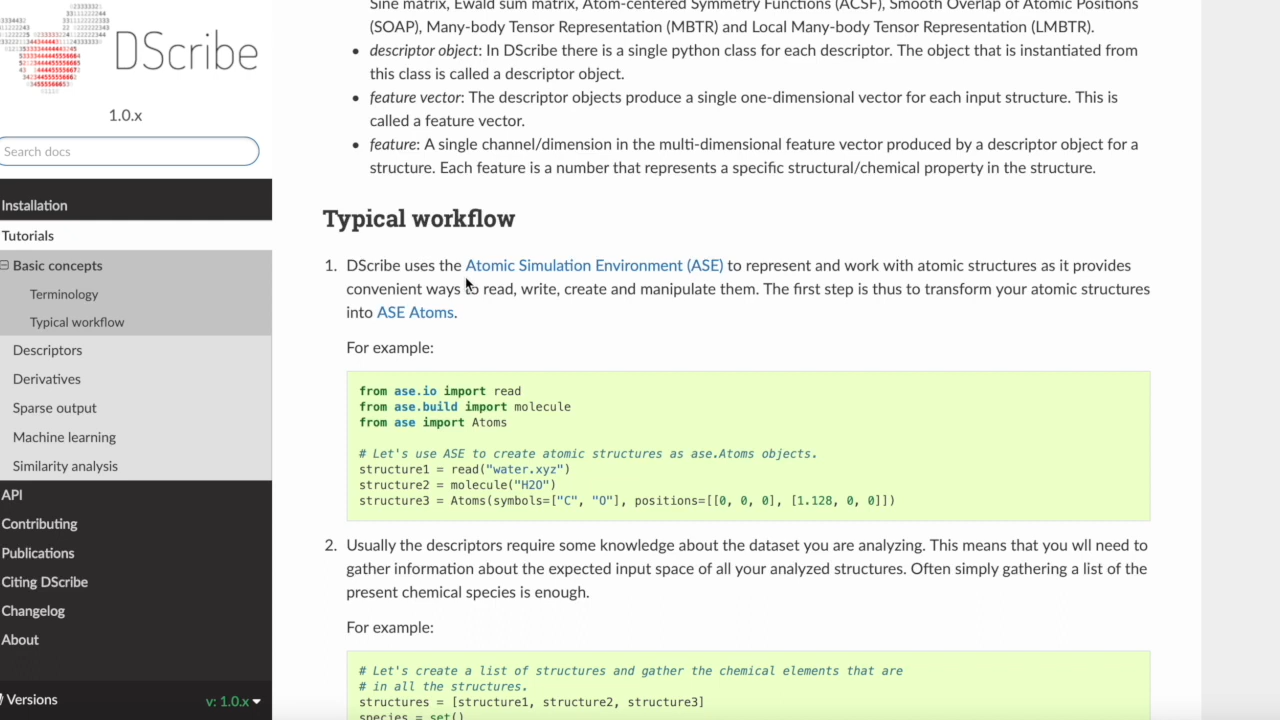 DScribe
1.0.x
Search docs
Installation
Tutorials
Basic concepts
Terminology
Typical workflow
Descriptors
Derivatives
Sparse output
Machine learning
Similarity analysis
API
Contributing
Publications
Citing DScribe
Changelog
About
Versions
v: 1.0.x
Sine matrix, Ewald sum matrix, Atom-centered Symmetry Functions (ACSF), Smooth Overlap of Atomic Positions
(SOAP), Many-body Tensor Representation (MBTR) and Local Many-body Tensor Representation (LMBTR).
• descriptor object: In DScribe there is a single python class for each descriptor. The object that is instantiated from
this class is called a descriptor object.
• feature vector: The descriptor objects produce a single one-dimensional vector for each input structure. This is
called a feature vector.
• feature: A single channel/dimension in the multi-dimensional feature vector produced by a descriptor object for a
structure. Each feature is a number that represents a specific structural/chemical property in the structure.
Typical workflow
1. DScribe uses the Atomic Simulation Environment (ASE) to represent and work with atomic structures as it provides
convenient ways to read, write, create and manipulate them. The first step is thus to transform your atomic structures
into ASE Atoms.
For example:
from ase.io import read
from ase.build import molecule
from ase import Atoms
# Let's use ASE to create atomic structures as ase.Atoms objects.
structure1 = read("water.xyz")
structure2 = molecule("H2O")
structure3 = Atoms(symbols=["C", "O"], positions=[[0, 0, 0], [1.128, 0, 0]])
2. Usually the descriptors require some knowledge about the dataset you are analyzing. This means that you wll need to
gather information about the expected input space of all your analyzed structures. Often simply gathering a list of the
present chemical species is enough.
For example:
# Let's create a list of structures and gather the chemical elements that are
# in all the structures.
structures = [structure1, structure2, structure3]
species = set()